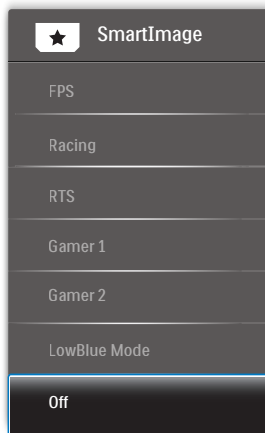 SmartImage
FPS
Racing
RTS
Gamer 1
Gamer 2
LowBlue Mode
Off